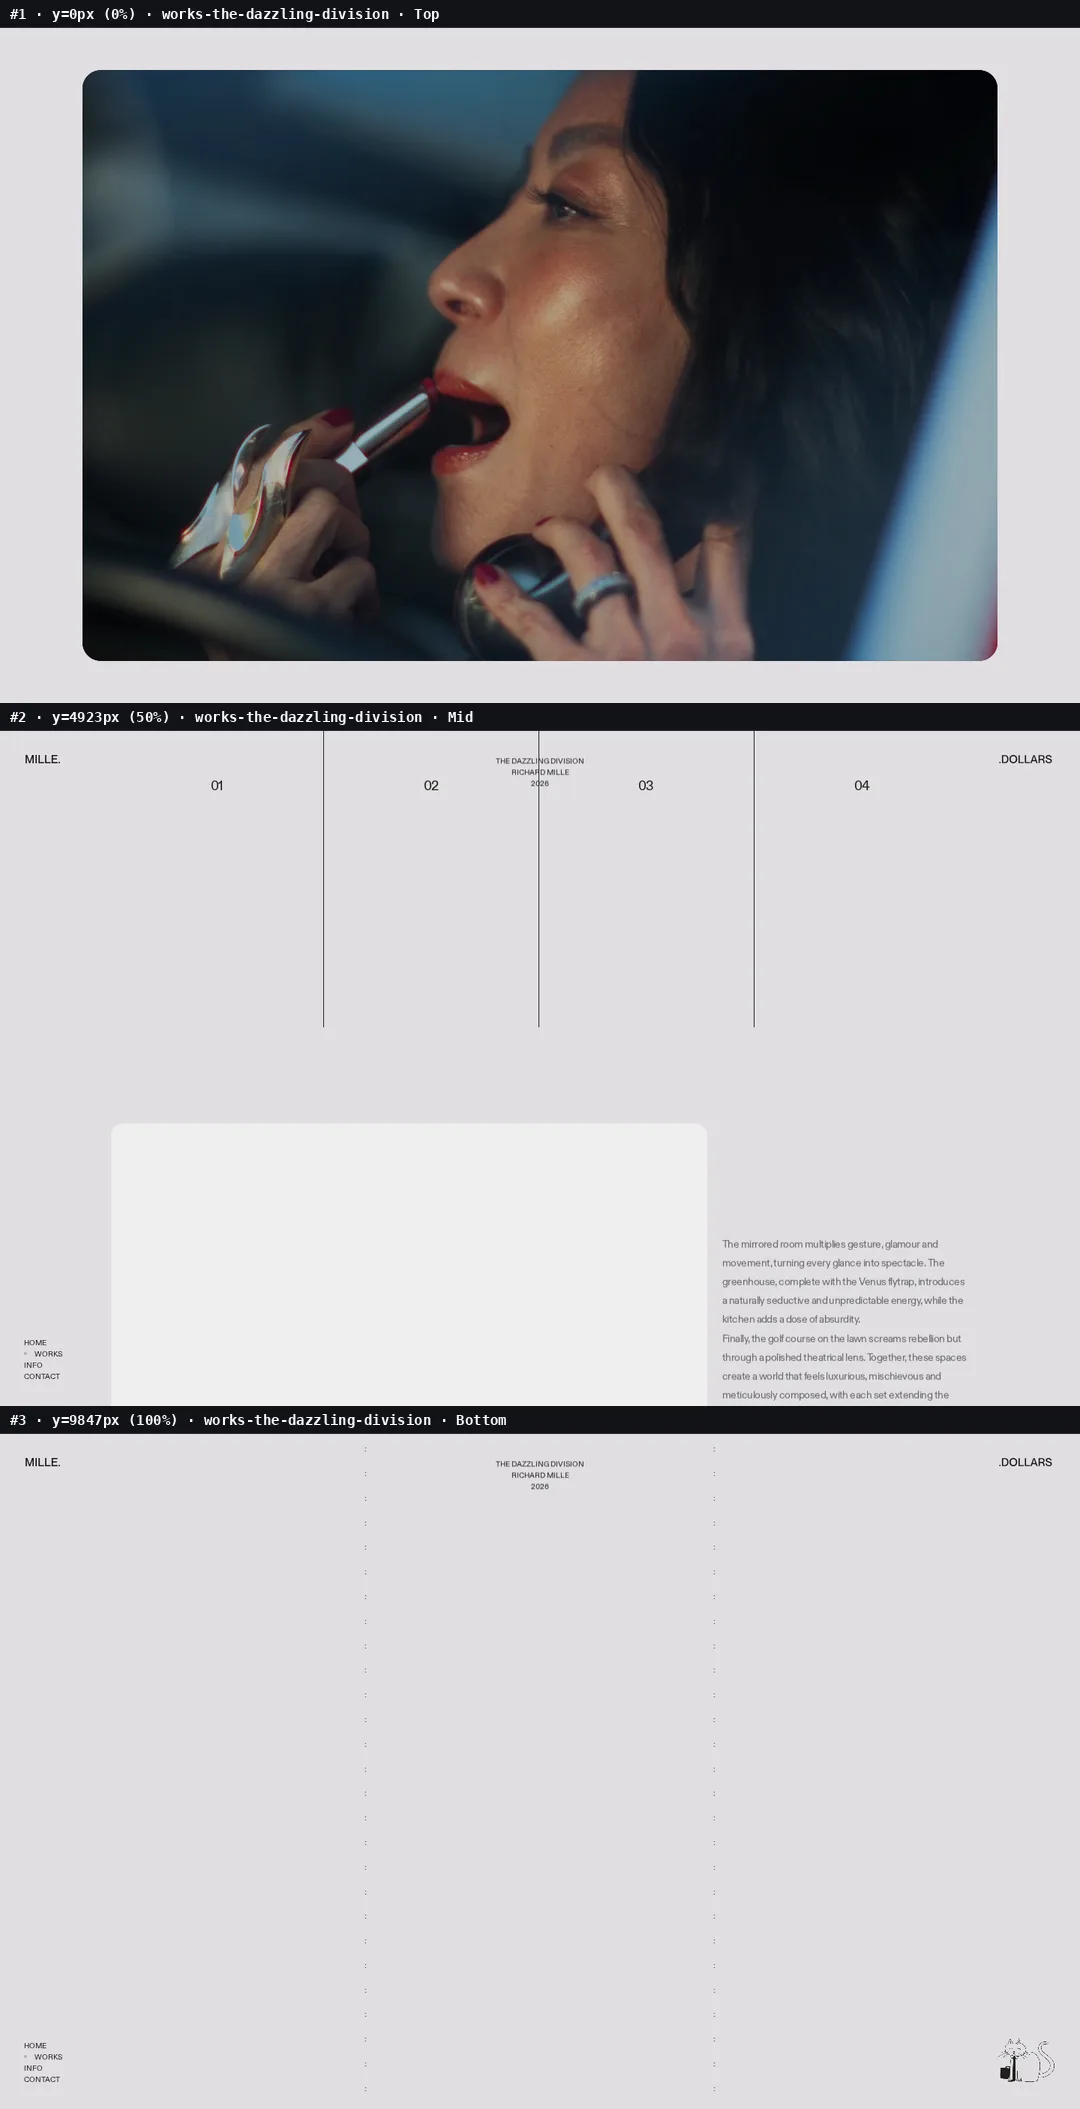 #1 · y=0px (0%) · works-the-dazzling-division · Top
#2 · y=4923px (50%) · works-the-dazzling-division · Mid
MILLE.
THE DAZZLING DIVISION
RICHARD MILLE
2026
.DOLLARS
01
02
03
04
The mirrored room multiplies gesture, glamour and
movement, turning every glance into spectacle. The
greenhouse, complete with the Venus flytrap, introduces
a naturally seductive and unpredictable energy, while the
kitchen adds a dose of absurdity.
Finally, the golf course on the lawn screams rebellion but
through a polished theatrical lens. Together, these spaces
create a world that feels luxurious, mischievous and
meticulously composed, with each set extending the
HOME
WORKS
INFO
CONTACT
#3 · y=9847px (100%) · works-the-dazzling-division · Bottom
MILLE.
THE DAZZLING DIVISION
RICHARD MILLE
2026
.DOLLARS
HOME
WORKS
INFO
CONTACT